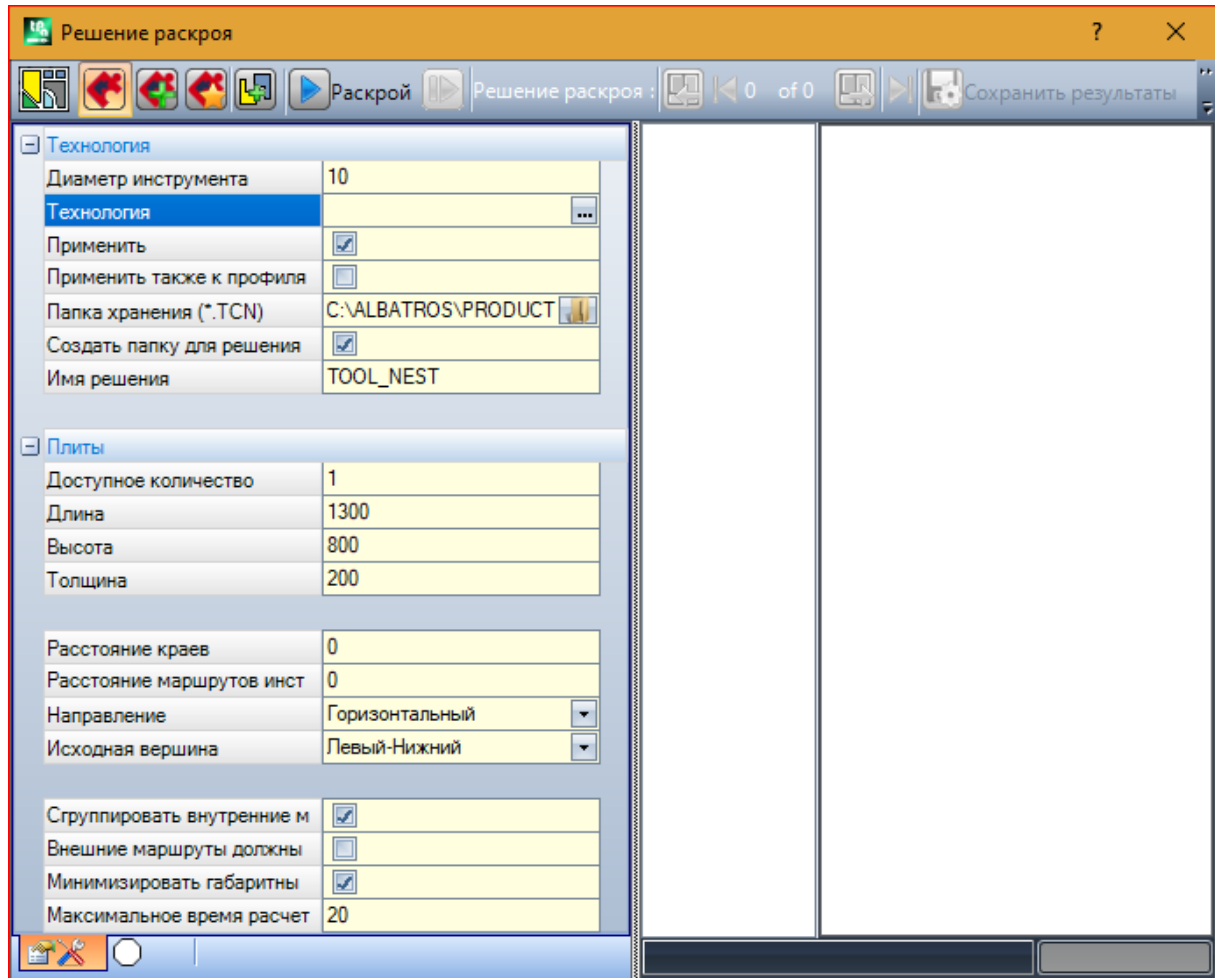 Решение раскроя ?
Раскрой Решение раскроя : 0 of 0 Сохранить результаты
Технология
Диаметр инструмента 10
Технология ...
Применить
Применить также к профиля
Папка хранения (*.TCN) C:\ALBATROS\PRODUCT
Создать папку для решения
Имя решения TOOL_NEST
Плиты
Доступное количество 1
Длина 1300
Высота 800
Толщина 200
Расстояние краев 0
Расстояние маршрутов инст 0
Направление Горизонтальный
Исходная вершина Левый-Нижний
Сгруппировать внутренние м
Внешние маршруты должны
Минимизировать габаритны
Максимальное время расчет 20